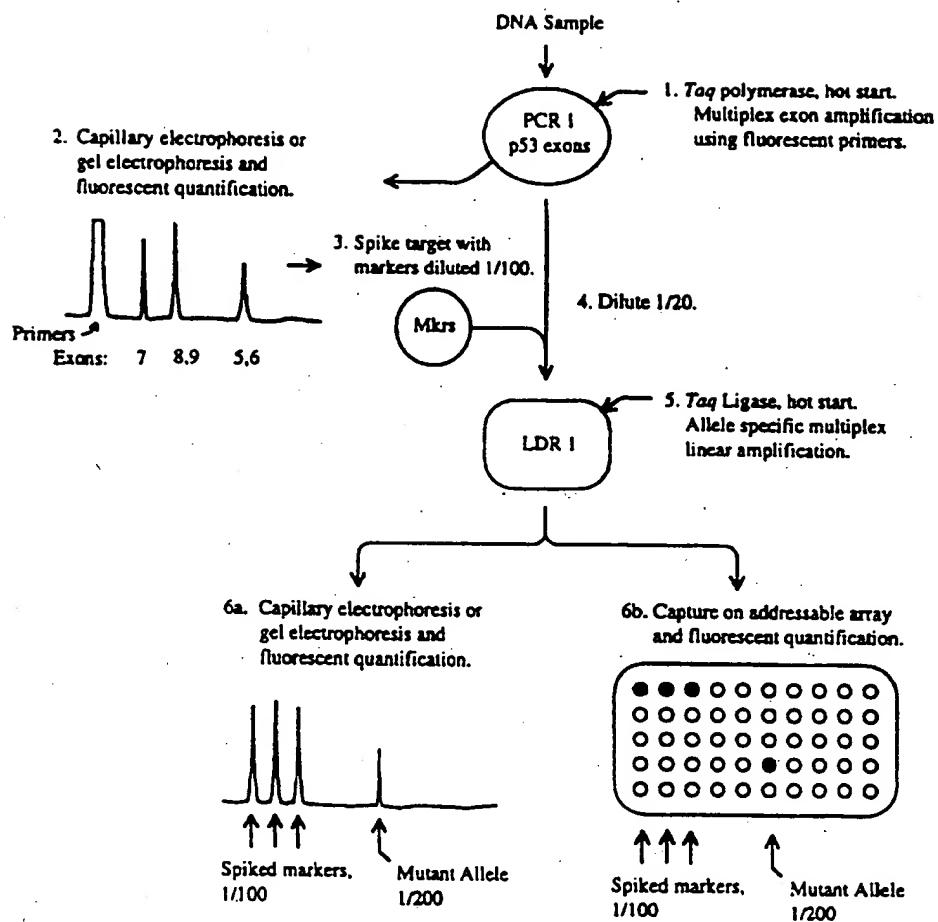 DNA Sample
PCR 1
p53 exons
1. Taq polymerase, hot start.
Multiplex exon amplification
using fluorescent primers.
2. Capillary electrophoresis or
gel electrophoresis and
fluorescent quantification.
Primers
Exons: 7 8,9 5,6
3. Spike target with
markers diluted 1/100.
Mkrs
4. Dilute 1/20.
LDR 1
5. Taq Ligase, hot start.
Allele specific multiplex
linear amplification.
6a. Capillary electrophoresis or
gel electrophoresis and
fluorescent quantification.
Spiked markers,
1/100
Mutant Allele
1/200
6b. Capture on addressable array
and fluorescent quantification.
Spiked markers,
1/100
Mutant Allele
1/200